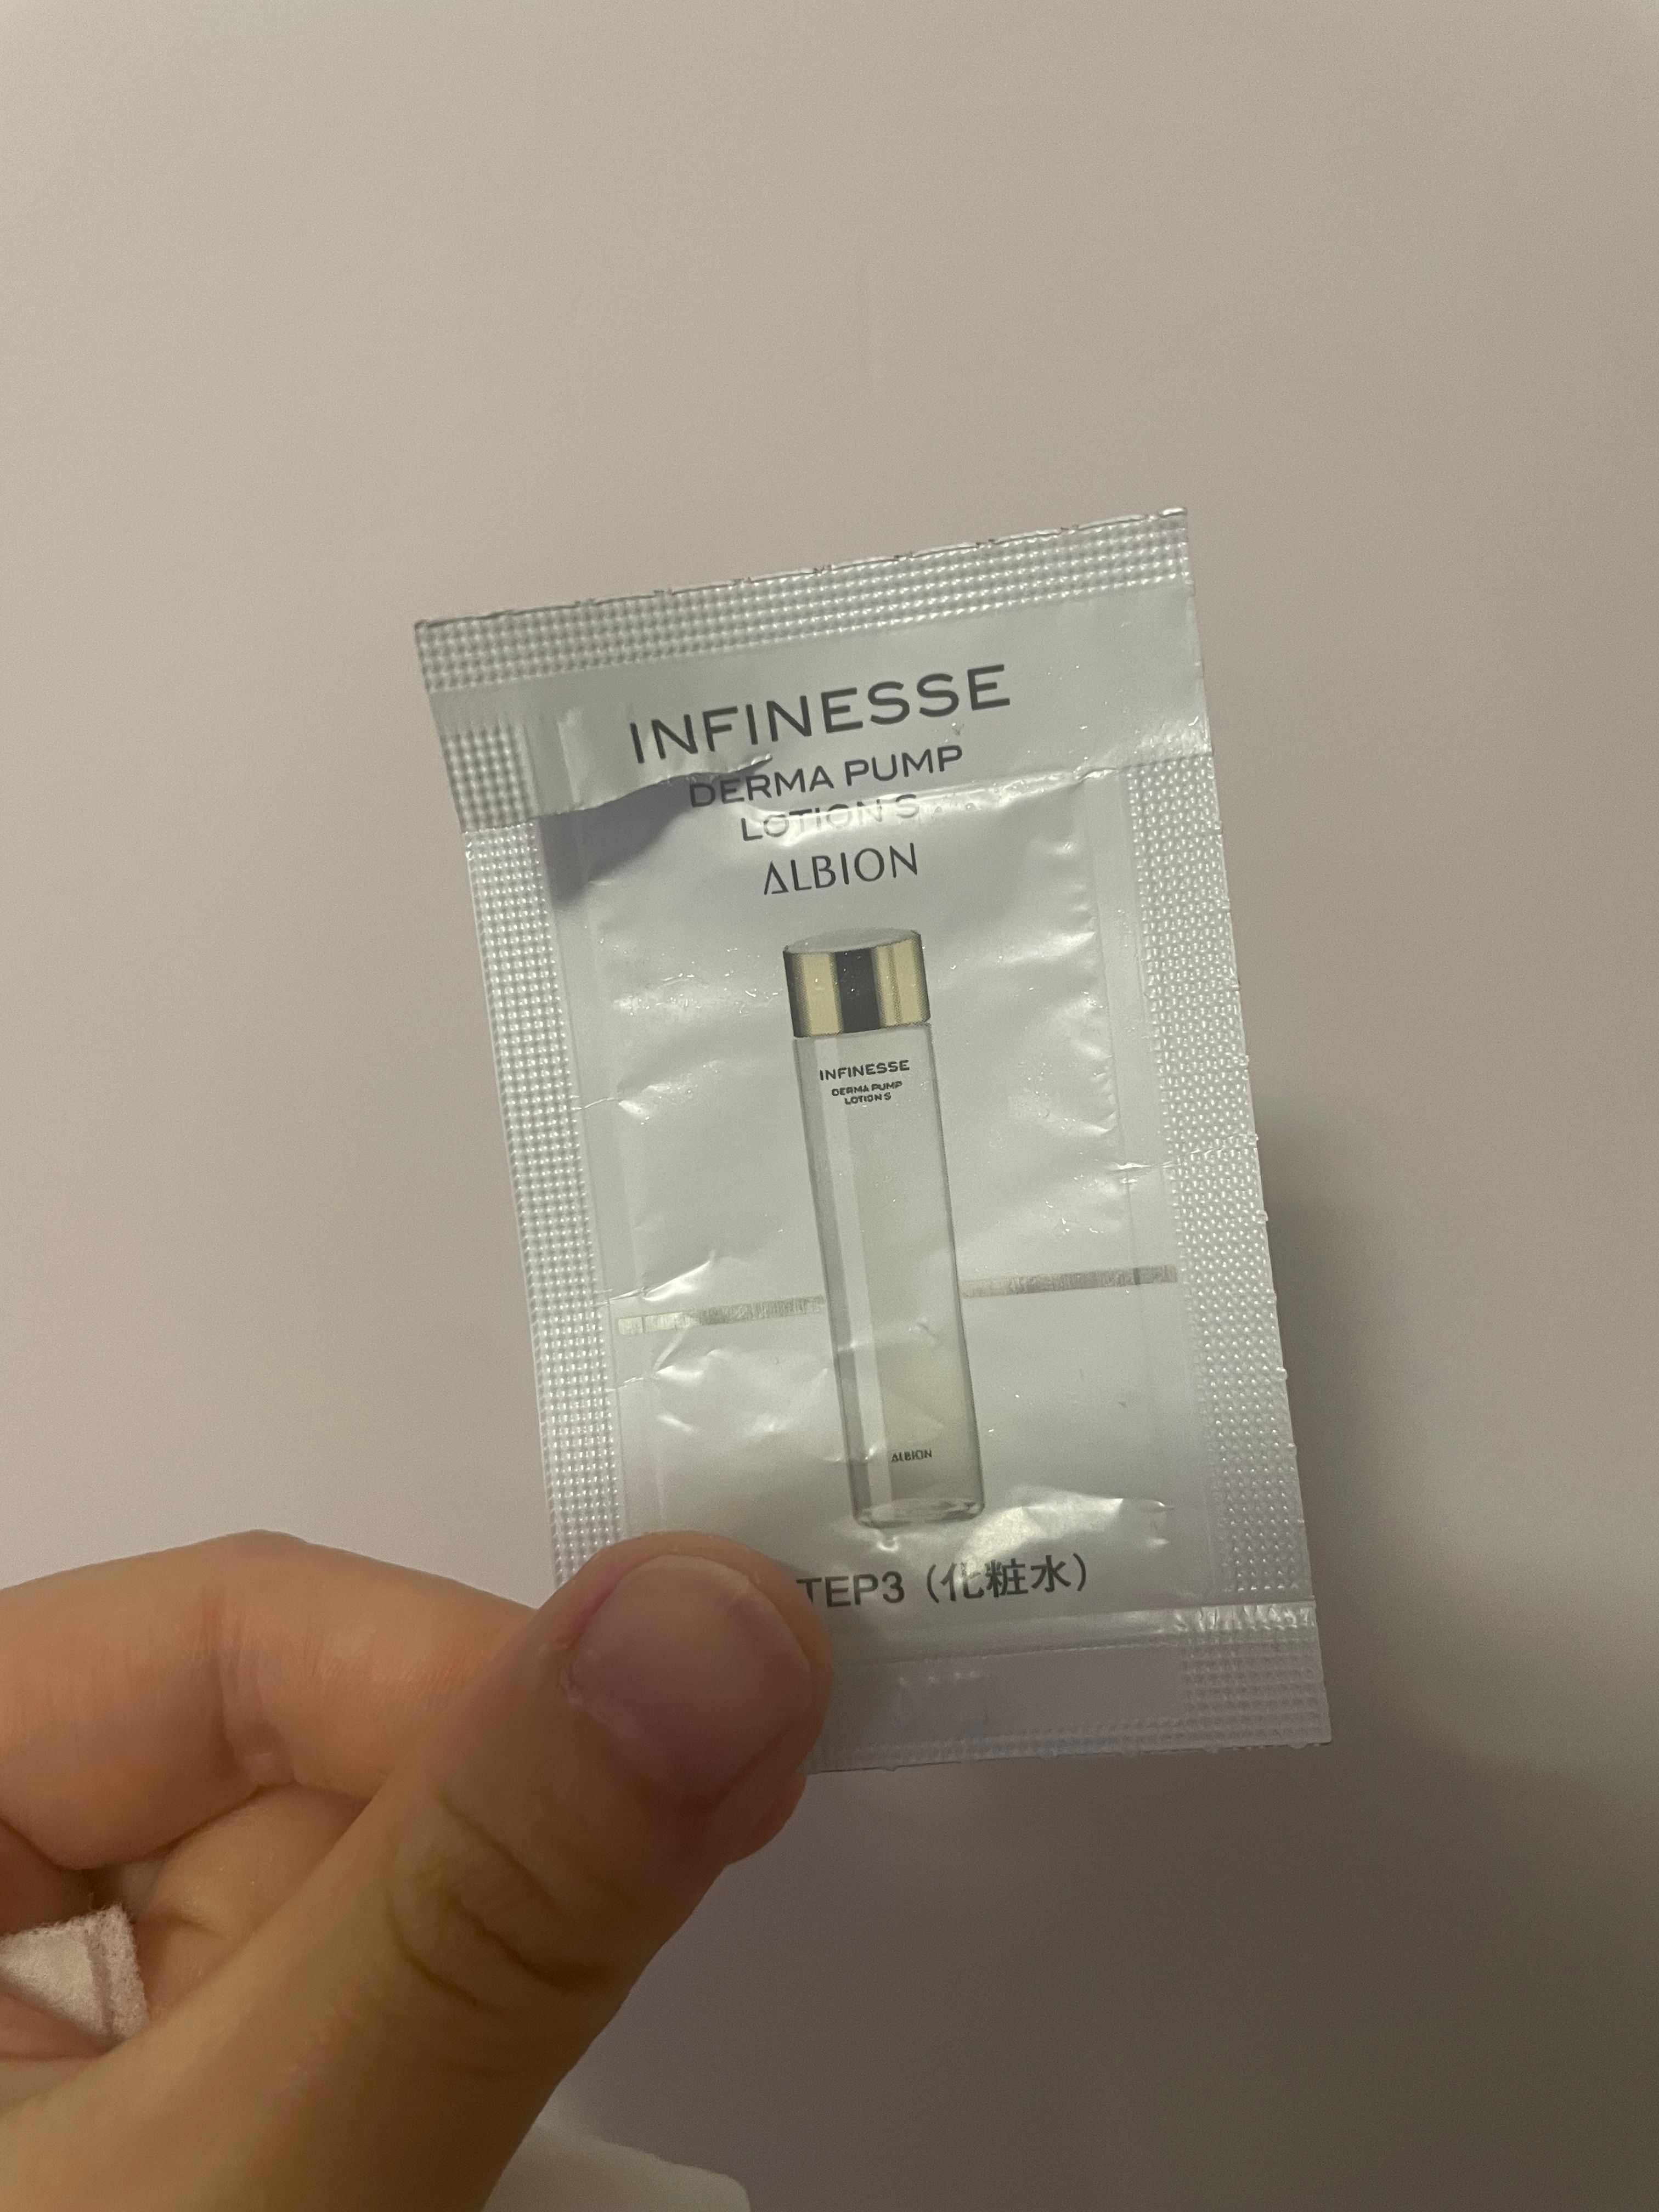 INFINESSE
DERMA PUMP
LOTION S
ALBION
INFINESSE
DERMA PUMP
LOTION S
ALBION
TEP3（化粧水）